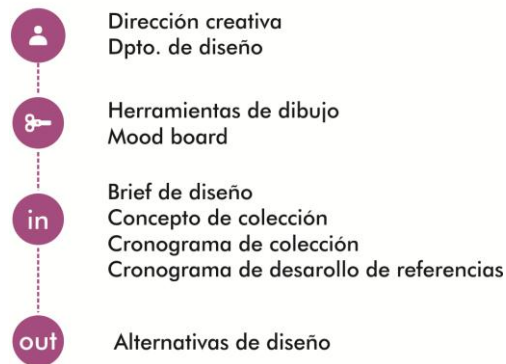 Dirección creativa
Dpto. de diseño
Herramientas de dibujo
Mood board
in
Brief de diseño
Concepto de colección
Cronograma de colección
Cronograma de desarollo de referencias
out
Alternativas de diseño